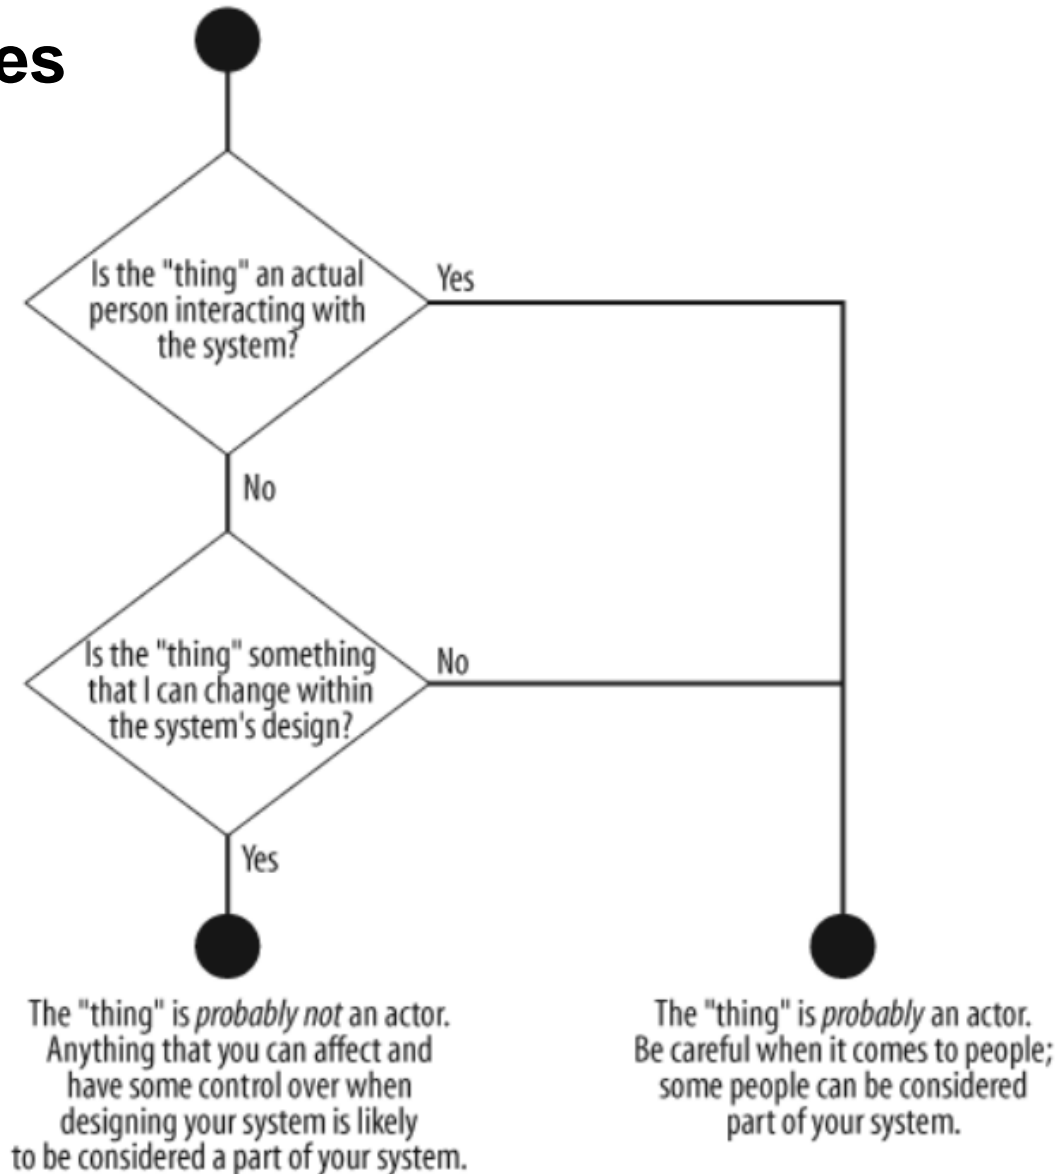 es
Is the "thing" an actual
person interacting with
the system?
Yes
No
Is the "thing" something
that I can change within
the system's design?
No
Yes
The "thing" is probably not an actor.
Anything that you can affect and
have some control over when
designing your system is likely
to be considered a part of your system.
The "thing" is probably an actor.
Be careful when it comes to people;
some people can be considered
part of your system.